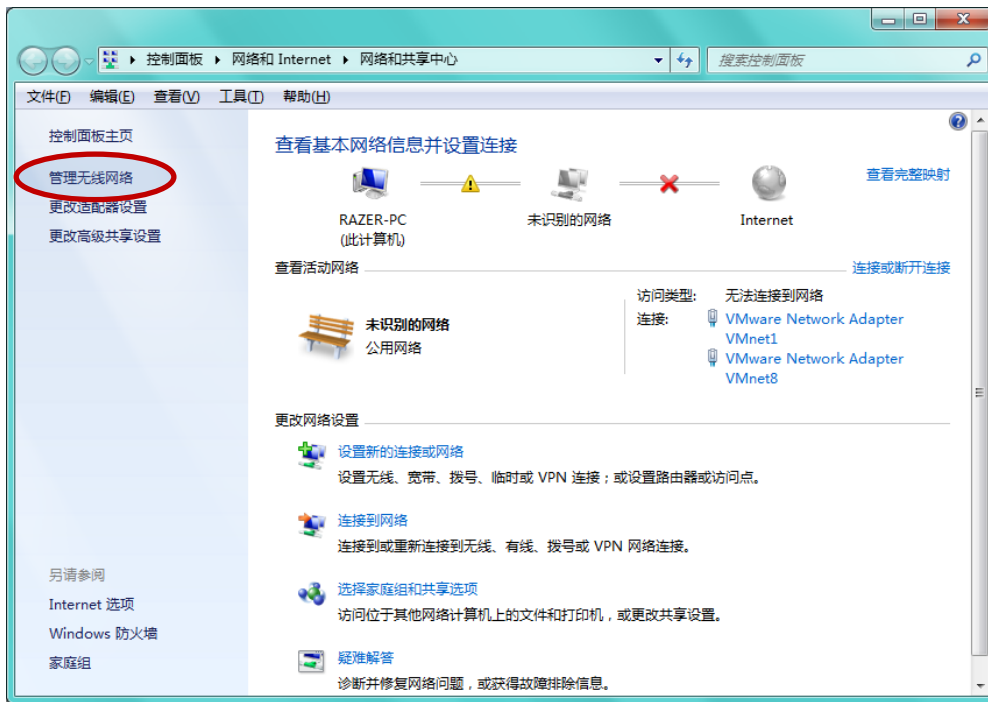 控制面板 网络和 Internet 网络和共享中心 搜索控制面板
文件(F) 编辑(E) 查看(V) 工具(T) 帮助(H)
控制面板主页
管理无线网络
更改适配器设置
更改高级共享设置
查看基本网络信息并设置连接
查看完整映射
RAZER-PC
(此计算机)
未识别的网络
Internet
查看活动网络
连接或断开连接
未识别的网络
公用网络
访问类型: 无法连接到网络
连接: VMware Network Adapter
VMnet1
VMware Network Adapter
VMnet8
更改网络设置
设置新的连接或网络
设置无线、宽带、拨号、临时或 VPN 连接；或设置路由器或访问点。
连接到网络
连接到或重新连接到无线、有线、拨号或 VPN 网络连接。
选择家庭组和共享选项
访问位于其他网络计算机上的文件和打印机，或更改共享设置。
疑难解答
诊断并修复网络问题，或获得故障排除信息。
另请参阅
Internet 选项
Windows 防火墙
家庭组